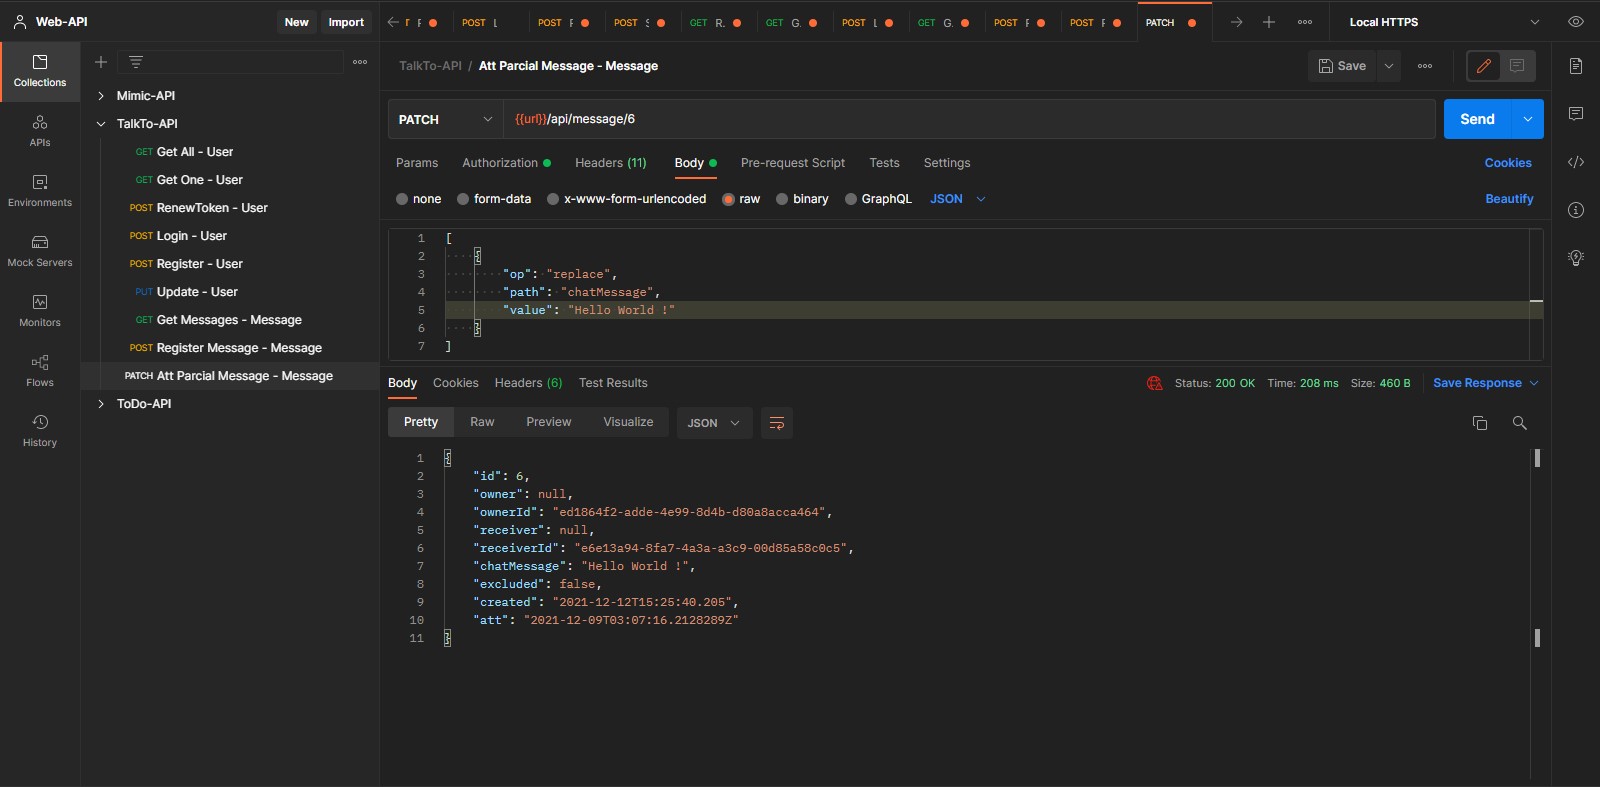 Web-API
New
Import
POST L
POST F
POST S
GET R.
GET G.
POST L
GET G.
POST F
POST F
PATCH
Local HTTPS
Collections
APIs
Environments
Mock Servers
Monitors
Flows
History
Mimic-API
TalkTo-API
GET Get All - User
GET Get One - User
POST RenewToken - User
POST Login - User
POST Register - User
PUT Update - User
GET Get Messages - Message
POST Register Message - Message
PATCH Att Parcial Message - Message
ToDo-API
TalkTo-API / Att Parcial Message - Message
Save
PATCH
{{url}}/api/message/6
Send
Params Authorization Headers (11) Body Pre-request Script Tests Settings
Cookies
none form-data x-www-form-urlencoded raw binary GraphQL JSON
Beautify
1 [
2 {
3 "op": "replace",
4 "path": "chatMessage",
5 "value": "Hello World !"
6 }
7 ]
Body Cookies Headers (6) Test Results
Status: 200 OK Time: 208 ms Size: 460 B
Save Response
Pretty Raw Preview Visualize JSON
1 {
2 "id": 6,
3 "owner": null,
4 "ownerId": "ed1864f2-adde-4e99-8d4b-d80a8acca464",
5 "receiver": null,
6 "receiverId": "e6e13a94-8fa7-4a3a-a3c9-00d85a58c0c5",
7 "chatMessage": "Hello World !",
8 "excluded": false,
9 "created": "2021-12-12T15:25:40.205",
10 "att": "2021-12-09T03:07:16.2128289Z"
11 }